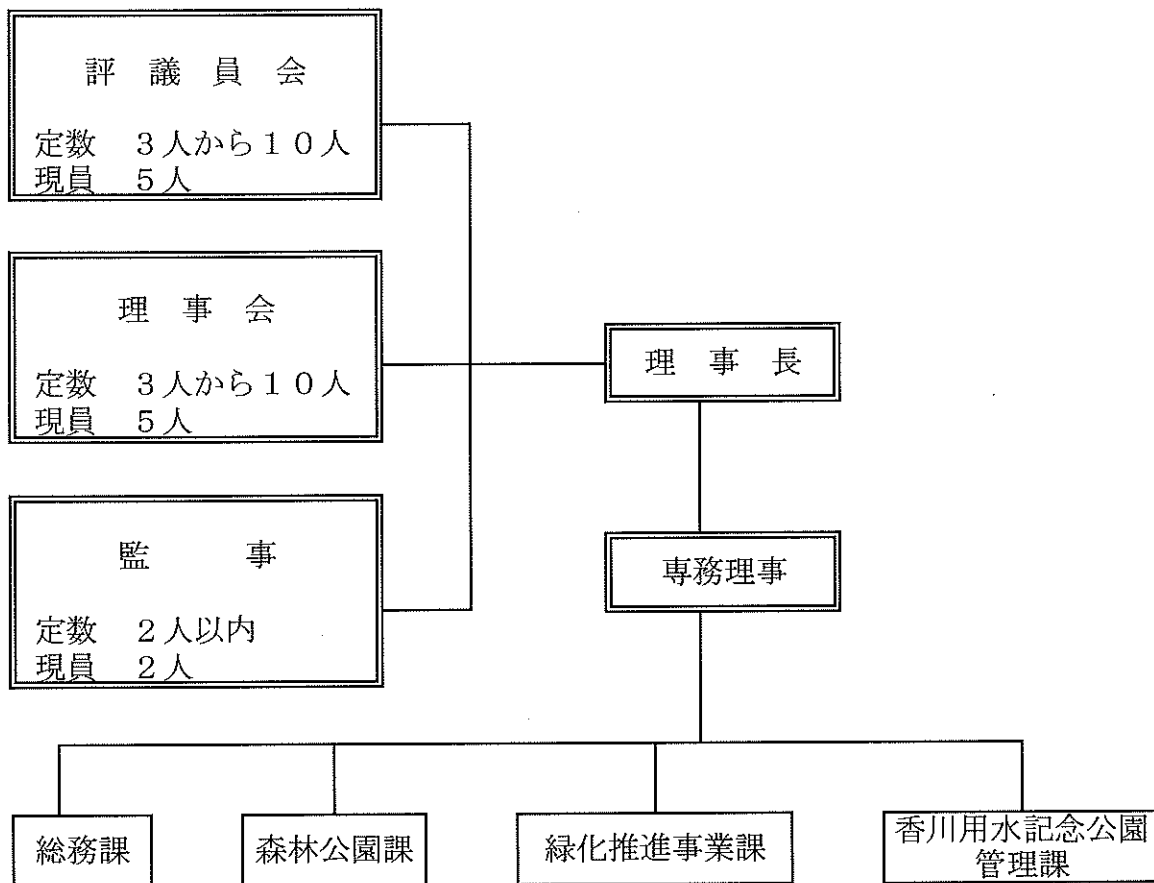 評議員会
定数　３人から１０人
現員　５人
理事会
定数　３人から１０人
現員　５人
監事
定数　２人以内
現員　２人
理事長
専務理事
総務課
森林公園課
緑化推進事業課
香川用水記念公園
管理課